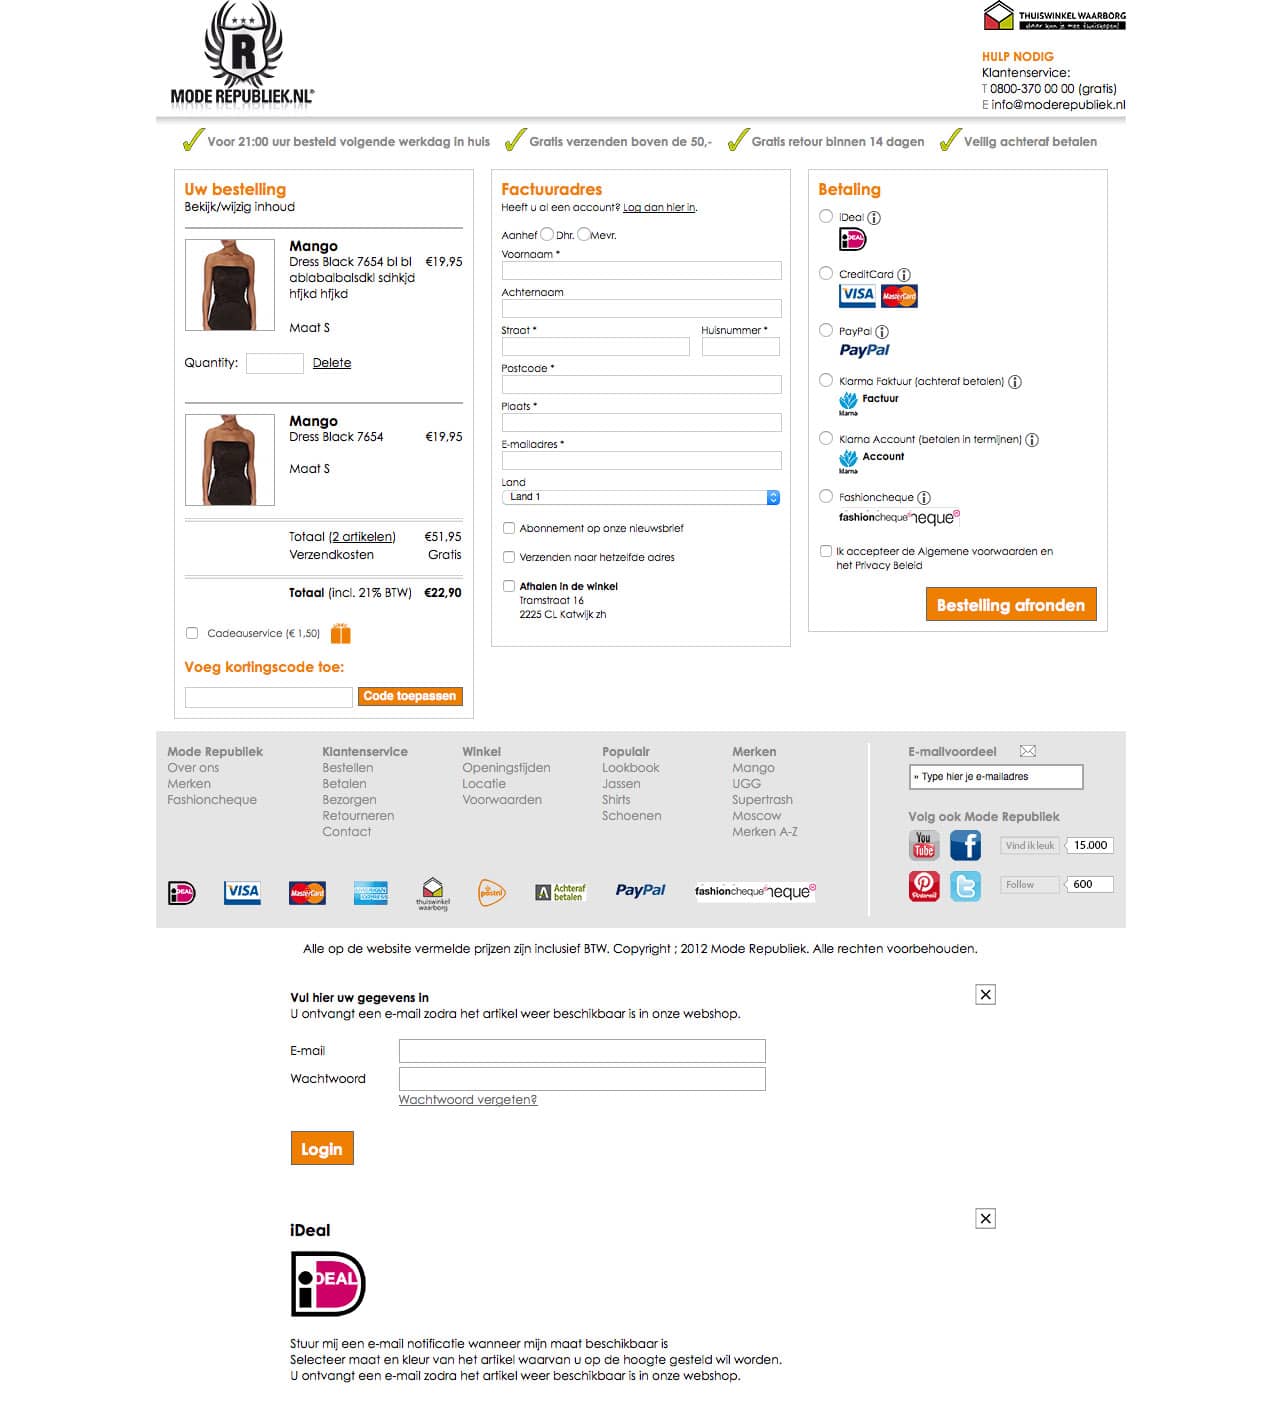 R
MODE REPUBLIEK.NL®
THUISWINKEL WAARBORG
daar kun je mee thuiskomen!
HULP NODIG
Klantenservice:
T 0800-370 00 00 (gratis)
E info@moderepubliek.nl
Voor 21:00 uur besteld volgende werkdag in huis
Gratis verzenden boven de 50,-
Gratis retour binnen 14 dagen
Veilig achteraf betalen
Uw bestelling
Bekijk/wijzig inhoud
Mango
Dress Black 7654 bl bl €19,95
ablabalbalsdkl sdhkjd
hfjkd hfjkd
Maat S
Quantity: Delete
Mango
Dress Black 7654 €19,95
Maat S
Totaal (2 artikelen) €51,95
Verzendkosten Gratis
Totaal (incl. 21% BTW) €22,90
Cadeauservice (€ 1,50)
Voeg kortingscode toe:
Code toepassen
Factuuradres
Heeft u al een account? Log dan hier in.
Aanhef Dhr. Mevr.
Voornaam *
Achternaam
Straat * Huisnummer *
Postcode *
Plaats *
E-mailadres *
Land
Land 1
Abonnement op onze nieuwsbrief
Verzenden naar hetzelfde adres
Afhalen in de winkel
Tramstraat 16
2225 CL Katwijk zh
Betaling
iDeal
iDEAL
CreditCard
VISA MasterCard
PayPal
PayPal
Klarna Faktuur (achteraf betalen)
Factuur
klarna
Klarna Account (betalen in termijnen)
Account
klarna
Fashioncheque
fashioncheque neque
Ik accepteer de Algemene voorwaarden en
het Privacy Beleid
Bestelling afronden
Mode Republiek
Over ons
Merken
Fashioncheque
Klantenservice
Bestellen
Betalen
Bezorgen
Retourneren
Contact
Winkel
Openingstijden
Locatie
Voorwaarden
Populair
Lookbook
Jassen
Shirts
Schoenen
Merken
Mango
UGG
Supertrash
Moscow
Merken A-Z
E-mailvoordeel
» Type hier je e-mailadres
Volg ook Mode Republiek
You Tube f Vind ik leuk 15.000
Pinterest t Follow 600
iDEAL VISA MasterCard AMERICAN EXPRESS thuiswinkel waarborg postnl Achteraf betalen PayPal fashioncheque neque
Alle op de website vermelde prijzen zijn inclusief BTW. Copyright ; 2012 Mode Republiek. Alle rechten voorbehouden.
Vul hier uw gegevens in
U ontvangt een e-mail zodra het artikel weer beschikbaar is in onze webshop.
E-mail
Wachtwoord
Wachtwoord vergeten?
Login
iDeal
iDEAL
Stuur mij een e-mail notificatie wanneer mijn maat beschikbaar is
Selecteer maat en kleur van het artikel waarvan u op de hoogte gesteld wil worden.
U ontvangt een e-mail zodra het artikel weer beschikbaar is in onze webshop.